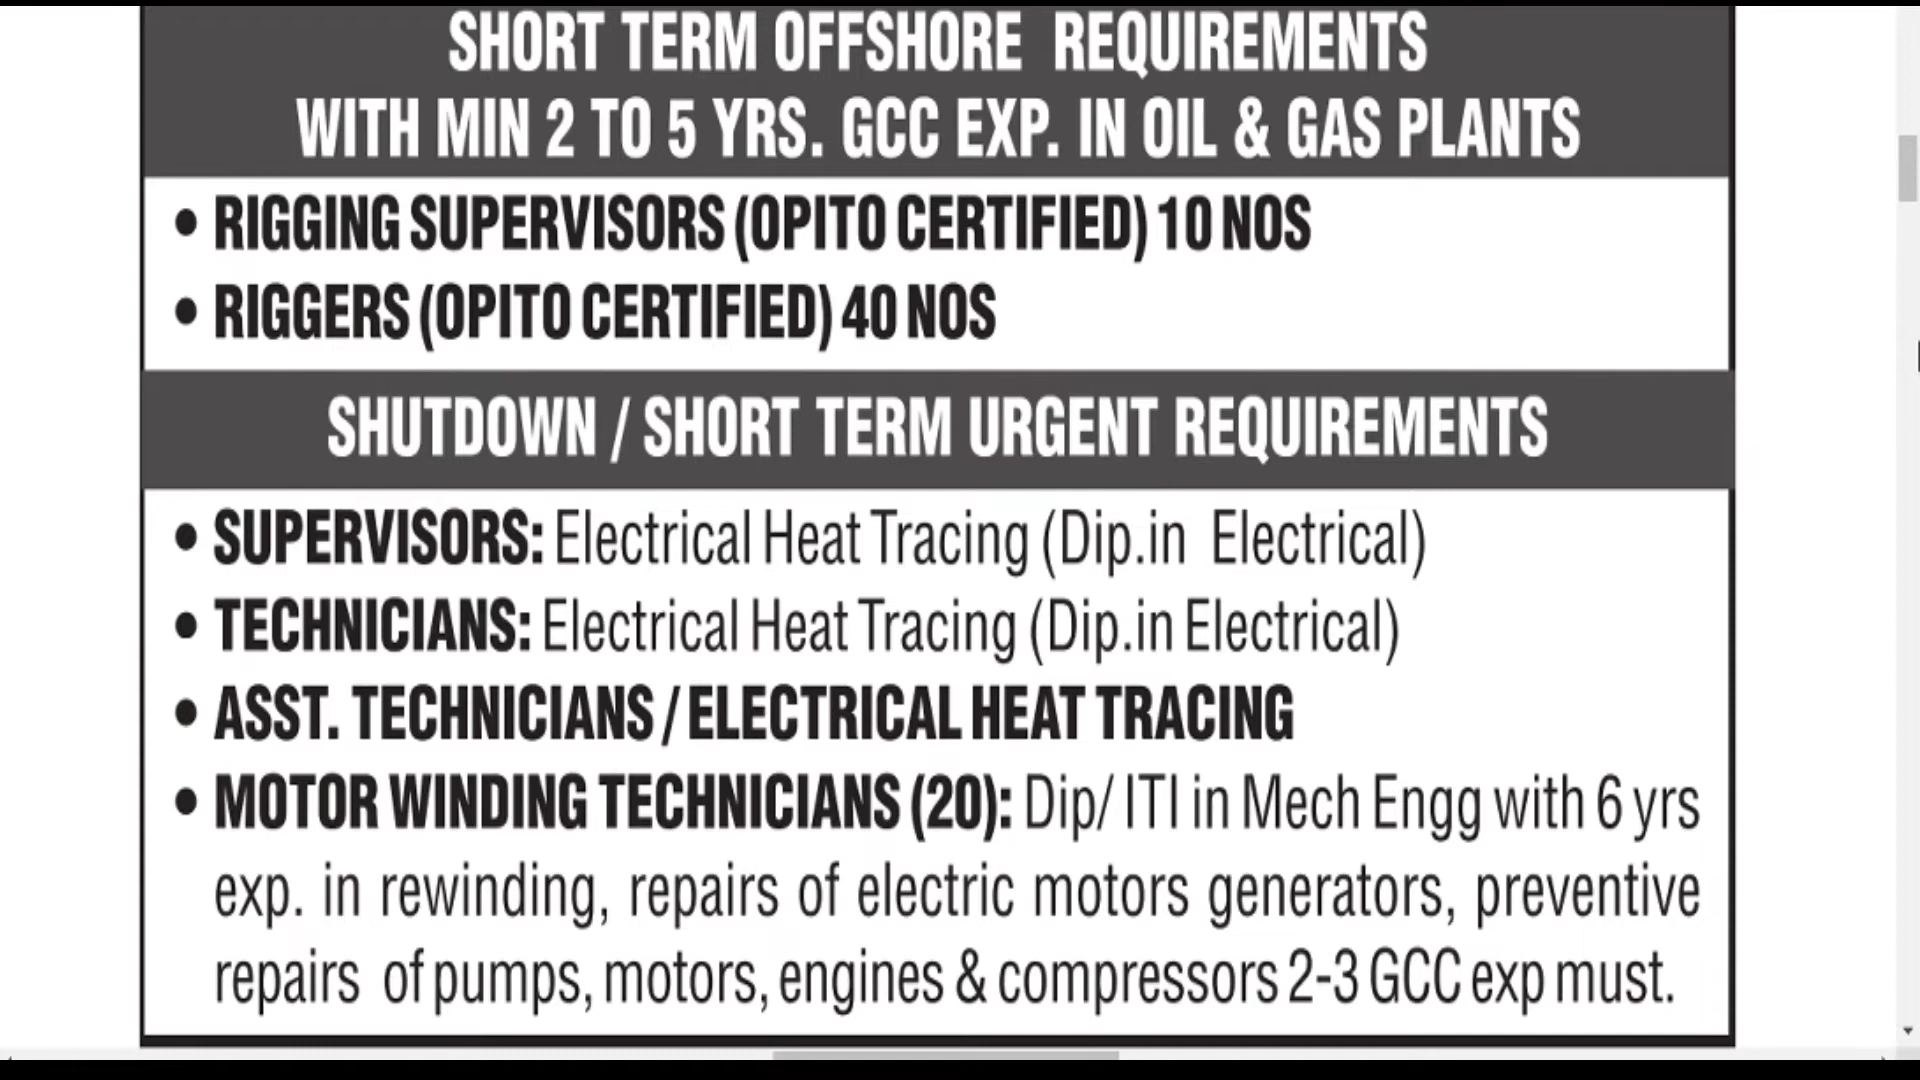 SHORT TERM OFFSHORE REQUIREMENTS
WITH MIN 2 TO 5 YRS. GCC EXP. IN OIL & GAS PLANTS
• RIGGING SUPERVISORS (OPITO CERTIFIED) 10 NOS
• RIGGERS (OPITO CERTIFIED) 40 NOS
SHUTDOWN / SHORT TERM URGENT REQUIREMENTS
• SUPERVISORS: Electrical Heat Tracing (Dip.in Electrical)
• TECHNICIANS: Electrical Heat Tracing (Dip.in Electrical)
• ASST. TECHNICIANS / ELECTRICAL HEAT TRACING
• MOTOR WINDING TECHNICIANS (20): Dip/ ITI in Mech Engg with 6 yrs
exp. in rewinding, repairs of electric motors generators, preventive
repairs of pumps, motors, engines & compressors 2-3 GCC exp must.